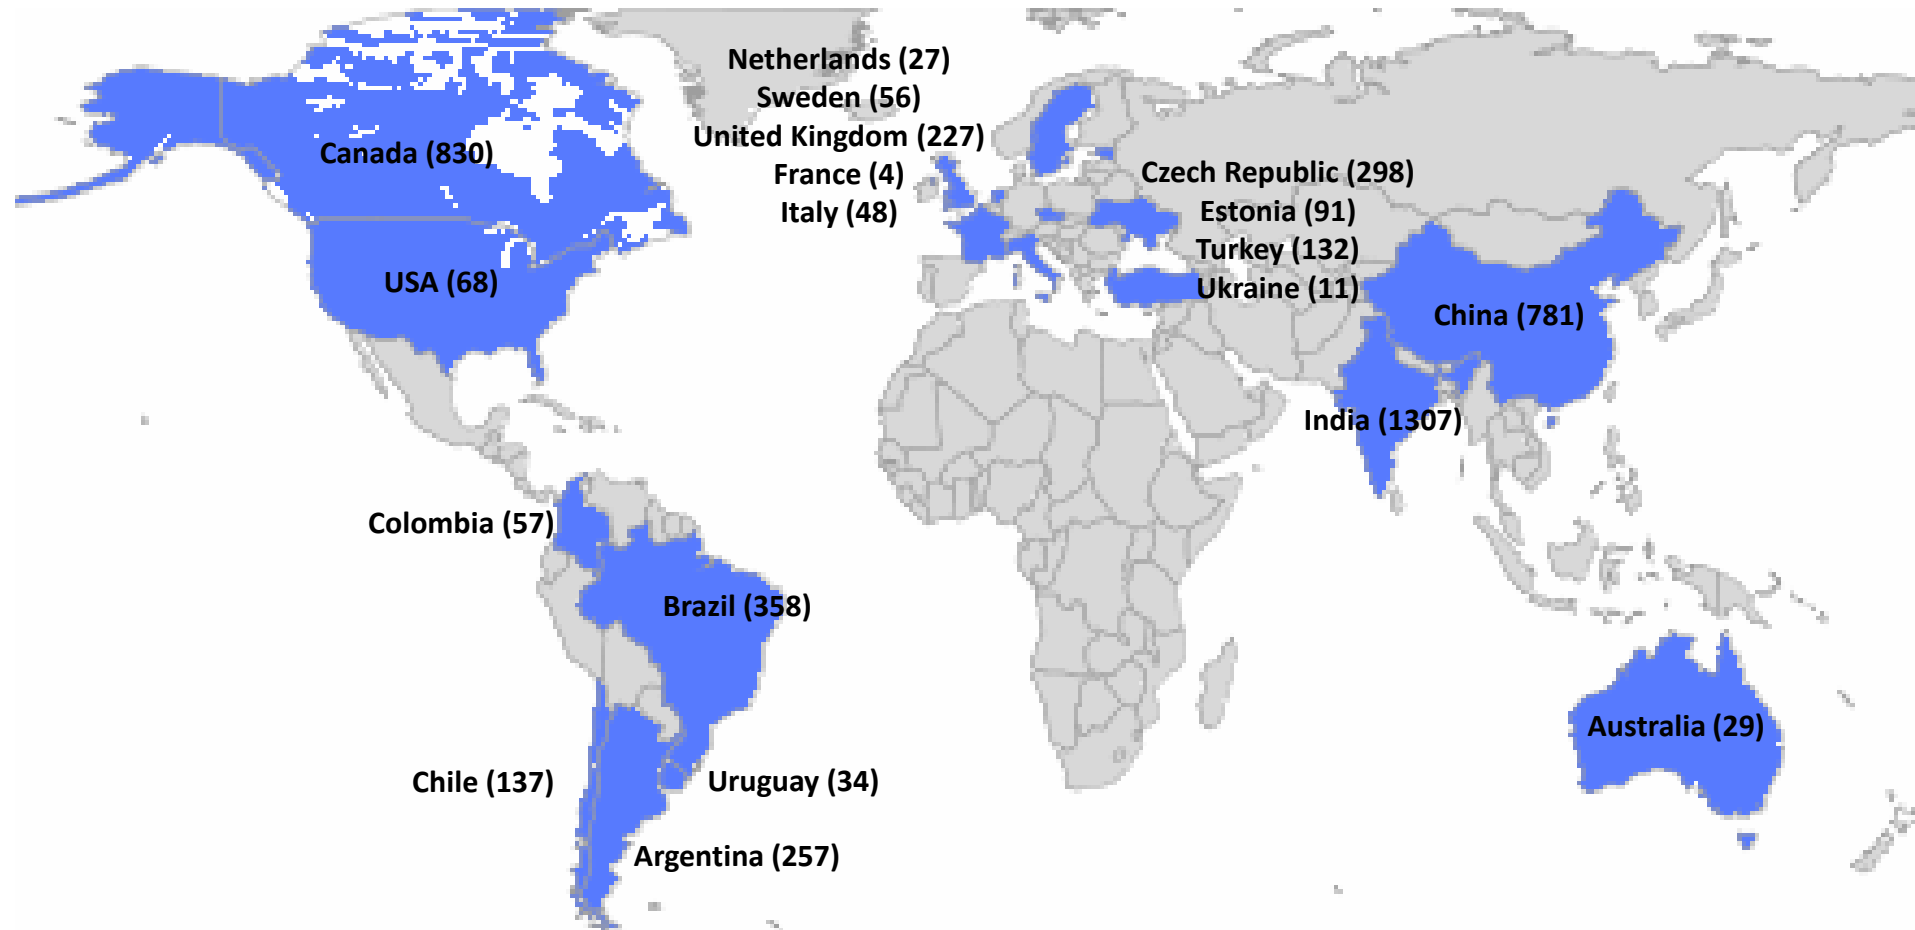 Netherlands (27)
Sweden (56)
United Kingdom (227)
France (4)
Italy (48)
Canada (830)
USA (68)
Czech Republic (298)
Estonia (91)
Turkey (132)
Ukraine (11)
China (781)
India (1307)
Colombia (57)
Brazil (358)
Australia (29)
Chile (137)
Uruguay (34)
Argentina (257)